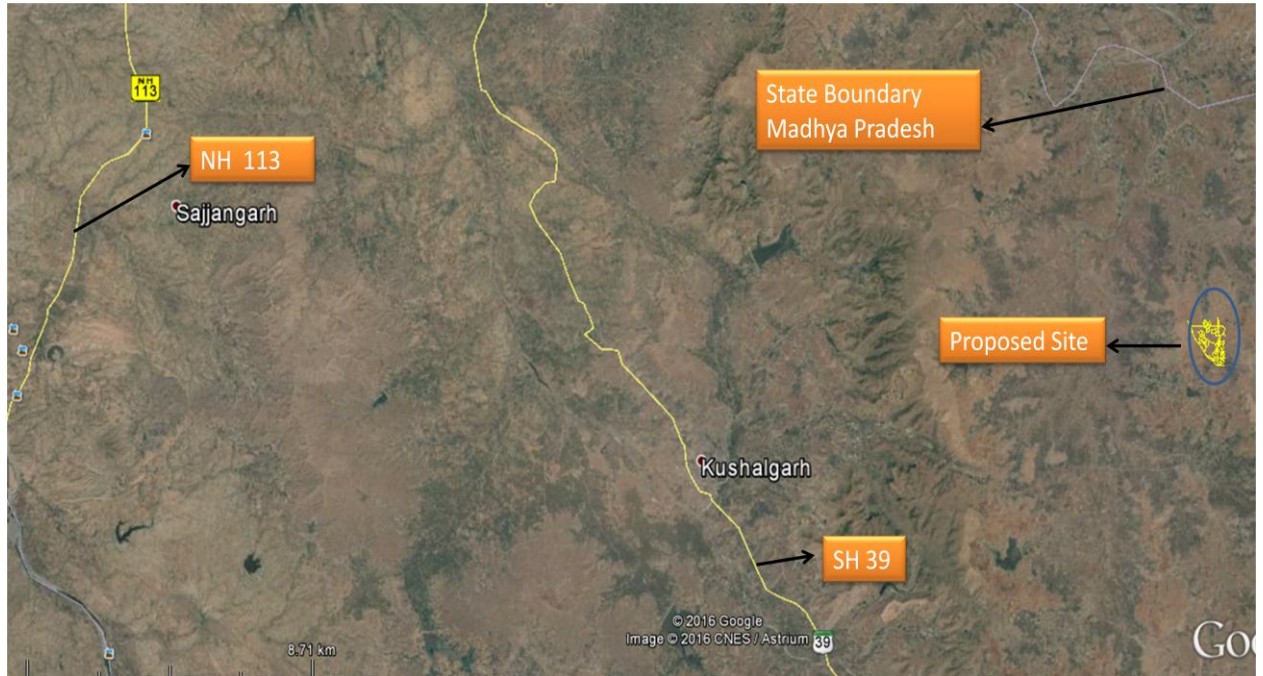 NH
113
NH 113
Sajjangarh
State Boundary
Madhya Pradesh
Proposed Site
Kushalgarh
SH 39
© 2016 Google
Image © 2016 CNES / Astrium
39
8.71 km
Goo